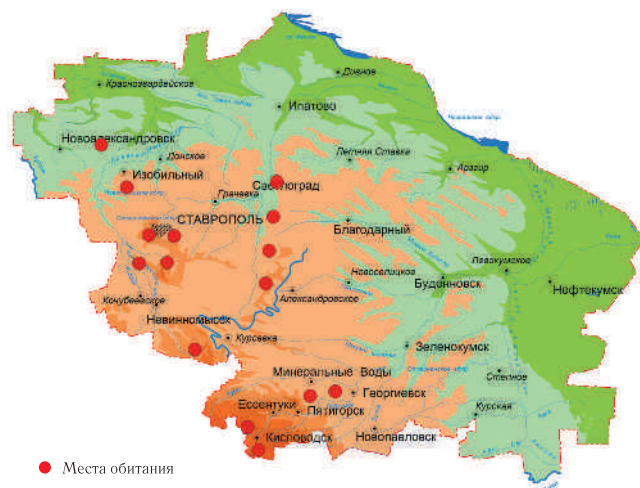 Дивное
Красногвардейское
Ипатово
Новоалександровск
Донское
Летняя Ставка
Изобильный
Арзгир
Светлоград
Грачевка
СТАВРОПОЛЬ
Благодарный
Левокумское
Новоселицкое
Буденновск
Нефтекумск
Кочубеевское
Александровское
Невинномысск
Курсавка
Зеленокумск
Минеральные Воды
Степное
Георгиевск
Ессентуки
Пятигорск
Курская
Кисловодск
Новопавловск
Места обитания